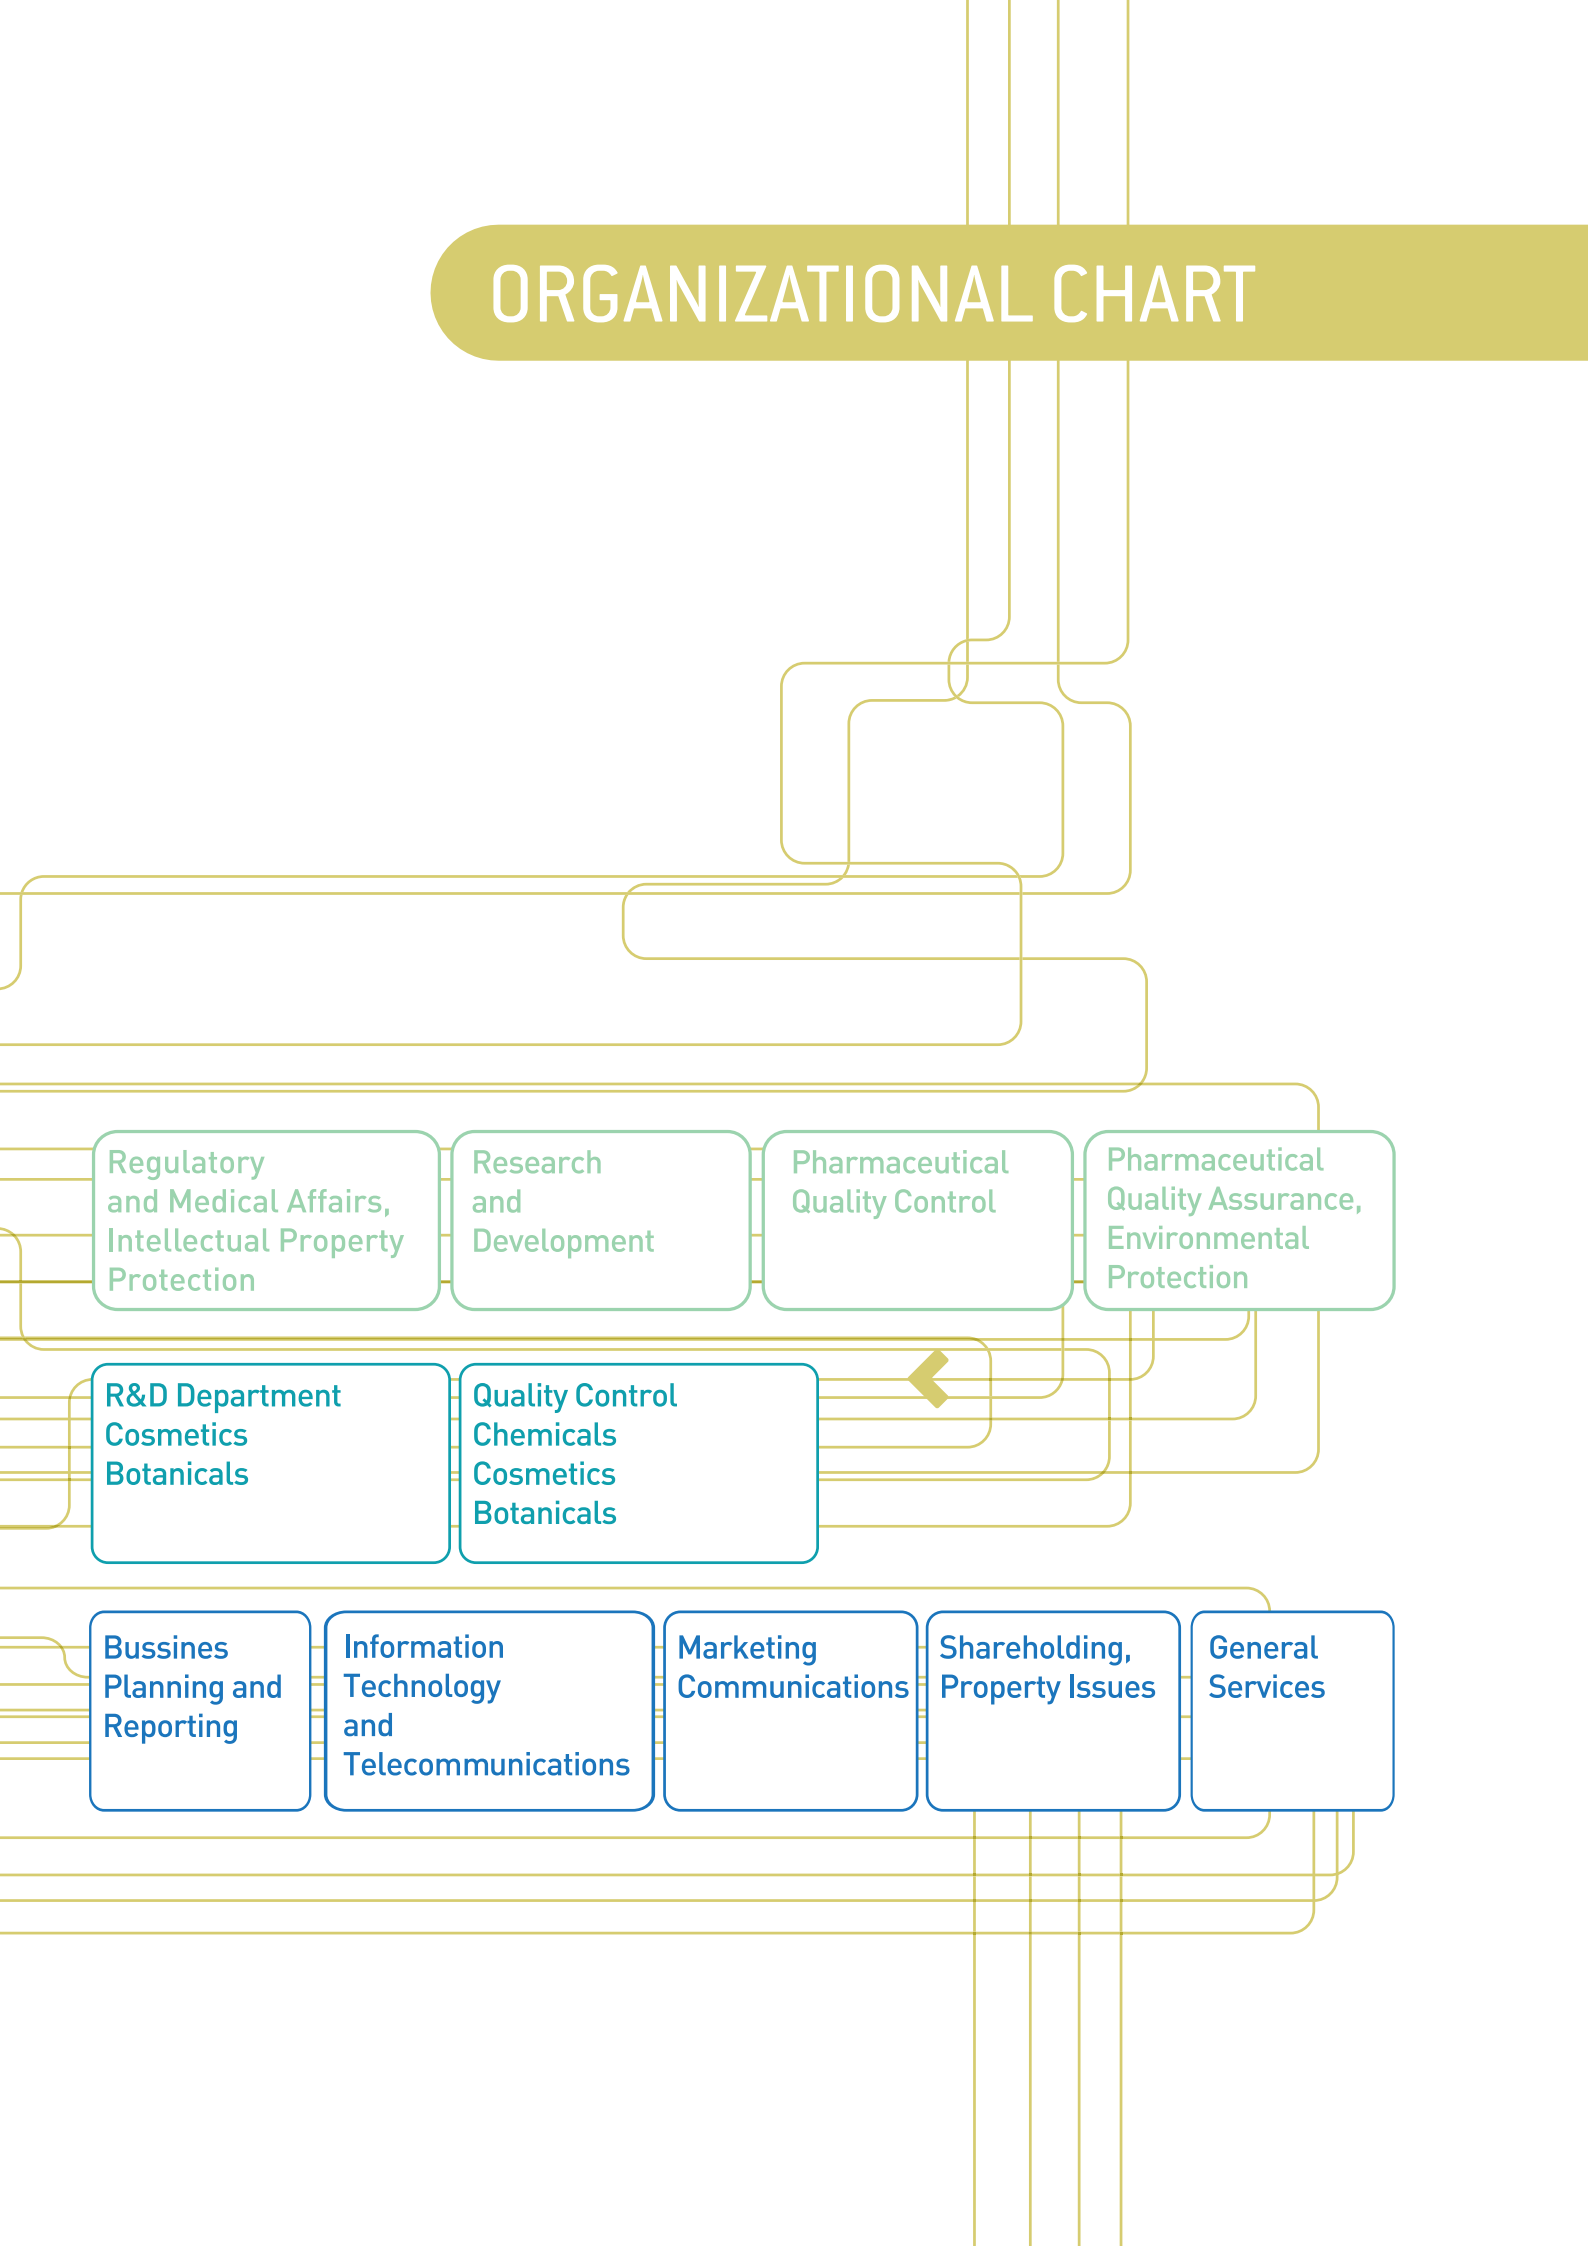 ORGANIZATIONAL CHART
Regulatory
and Medical Affairs,
Intellectual Property
Protection
Research
and
Development
Pharmaceutical
Quality Control
Pharmaceutical
Quality Assurance,
Environmental
Protection
R&D Department
Cosmetics
Botanicals
Quality Control
Chemicals
Cosmetics
Botanicals
Bussines
Planning and
Reporting
Information
Technology
and
Telecommunications
Marketing
Communications
Shareholding,
Property Issues
General
Services